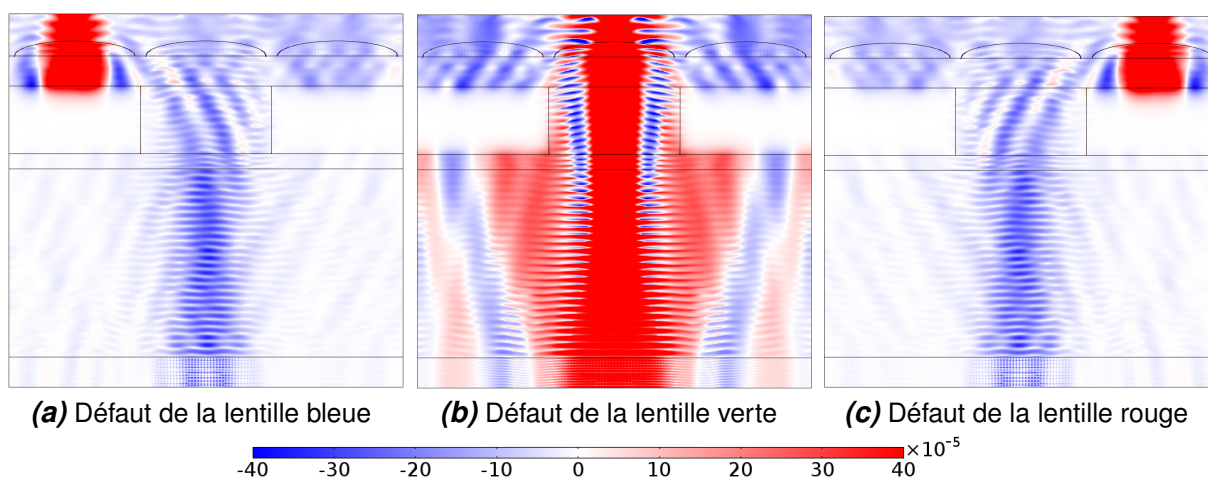 (a) Défaut de la lentille bleue
(b) Défaut de la lentille verte
(c) Défaut de la lentille rouge
-40 -30 -20 -10 0 10 20 30 40 ×10⁻⁵